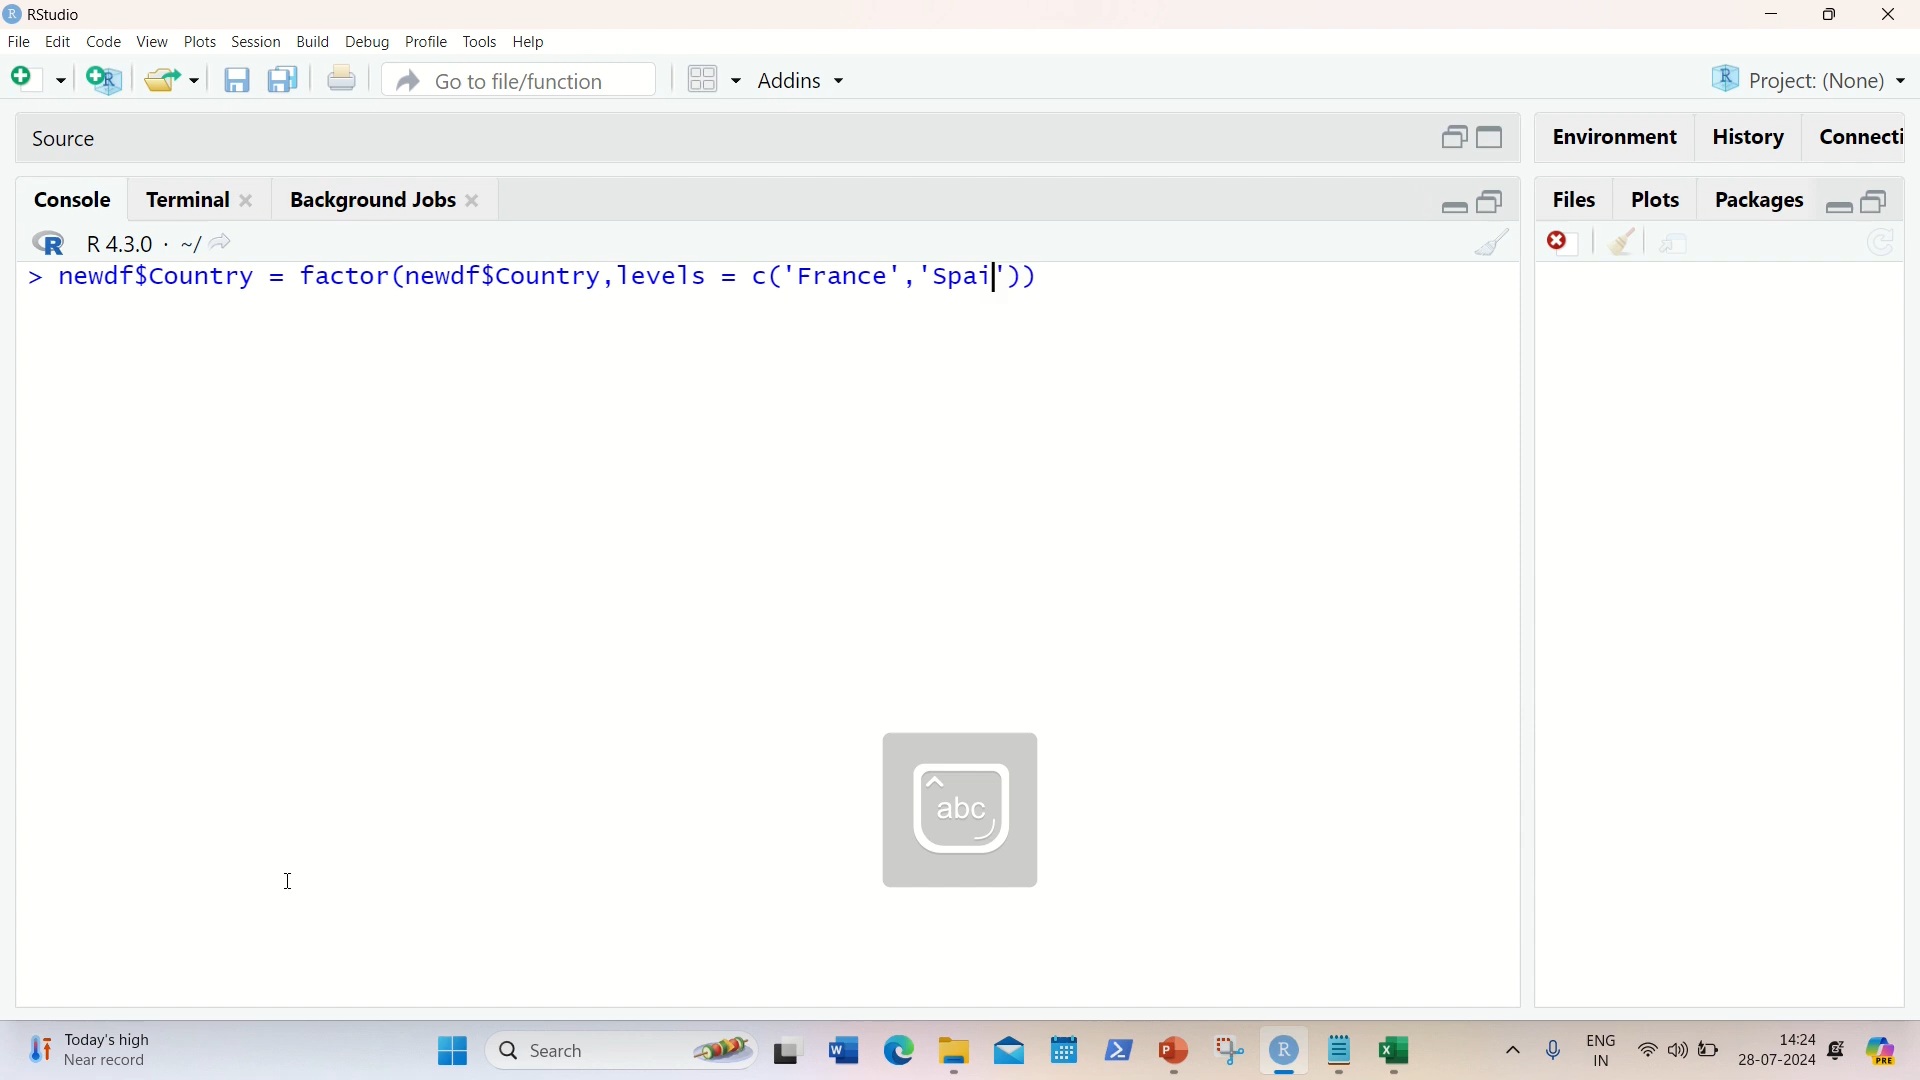 RStudio
File Edit Code View Plots Session Build Debug Profile Tools Help
Go to file/function Addins Project: (None)
Source
Environment History Connecti
Console Terminal Background Jobs
Files Plots Packages
R 4.3.0 · ~/
> newdf$Country = factor(newdf$Country,levels = c('France','Spai'))
abc
Today's high
Near record
Search
ENG
IN
14:24
28-07-2024
PRE